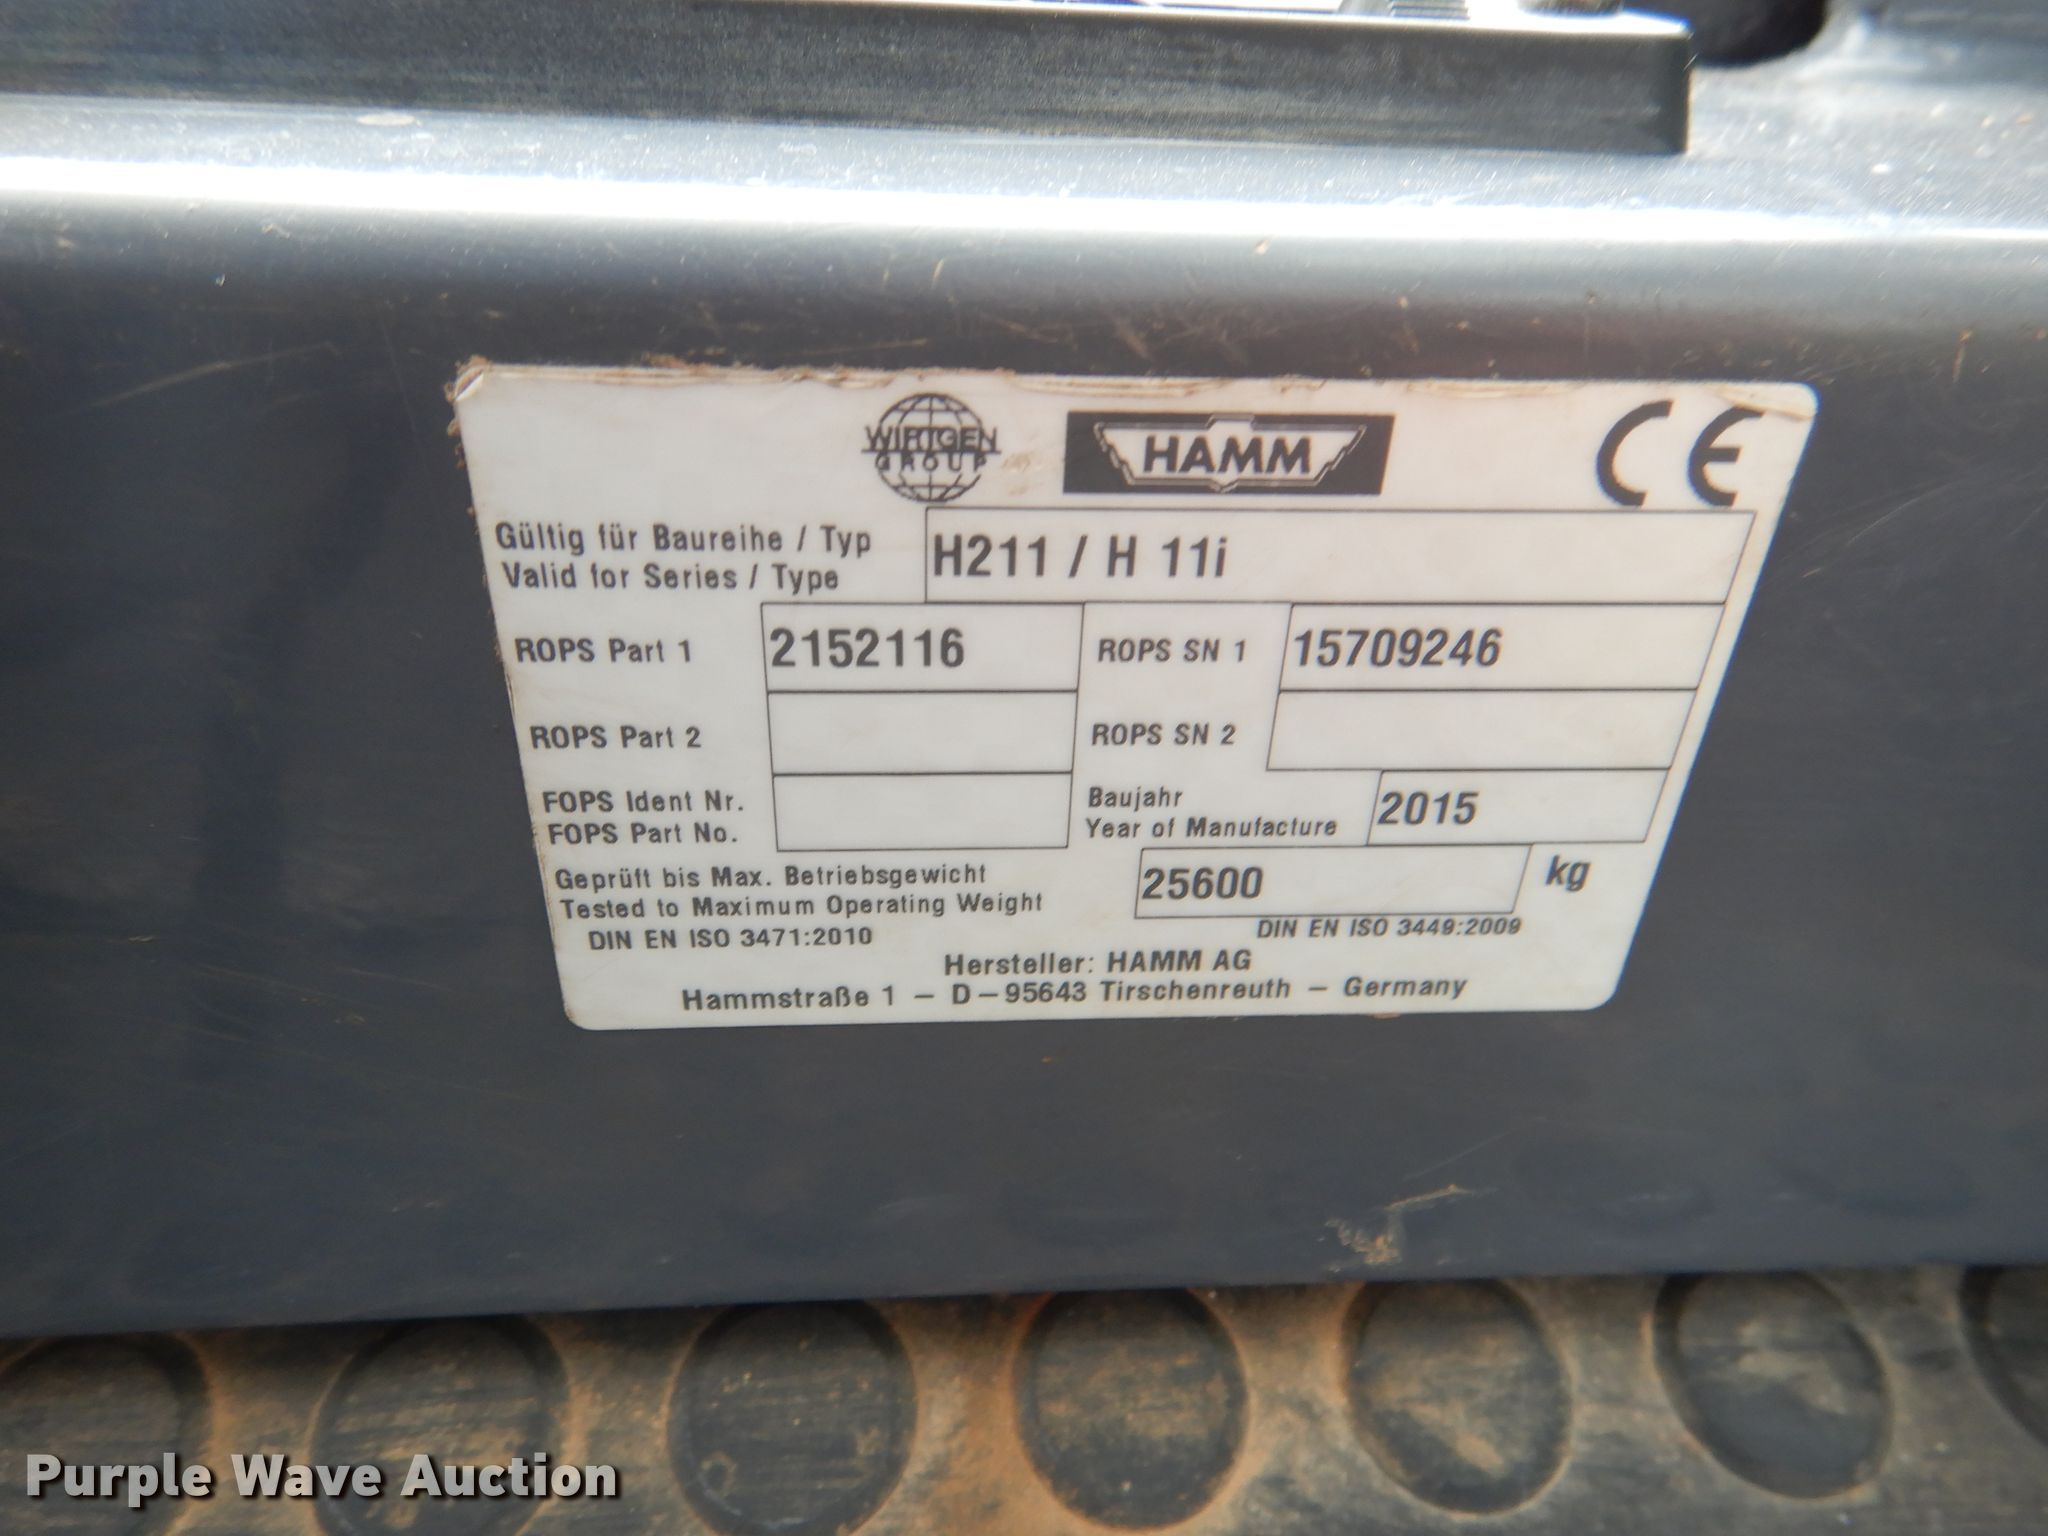 WIRTGEN
GROUP
HAMM
CE
Gültig für Baureihe / Typ
Valid for Series / Type
H211 / H 11i
ROPS Part 1
2152116
ROPS SN 1
15709246
ROPS Part 2
ROPS SN 2
FOPS Ident Nr.
FOPS Part No.
Baujahr
Year of Manufacture
2015
Geprüft bis Max. Betriebsgewicht
Tested to Maximum Operating Weight
25600
kg
DIN EN ISO 3471:2010
DIN EN ISO 3449:2009
Hersteller: HAMM AG
Hammstraße 1 – D – 95643 Tirschenreuth – Germany
Purple Wave Auction